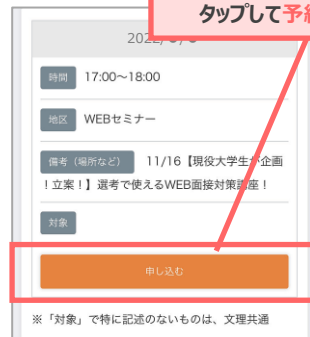 タップして予
2022/
時間 17:00〜18:00
地区 WEBセミナー
備考（場所など） 11/16【現役大学生が企画
！立案！】選考で使えるWEB面接対策講座！
対象
申し込む
※「対象」で特に記述のないものは、文理共通